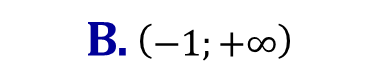 B. (−1; +∞)